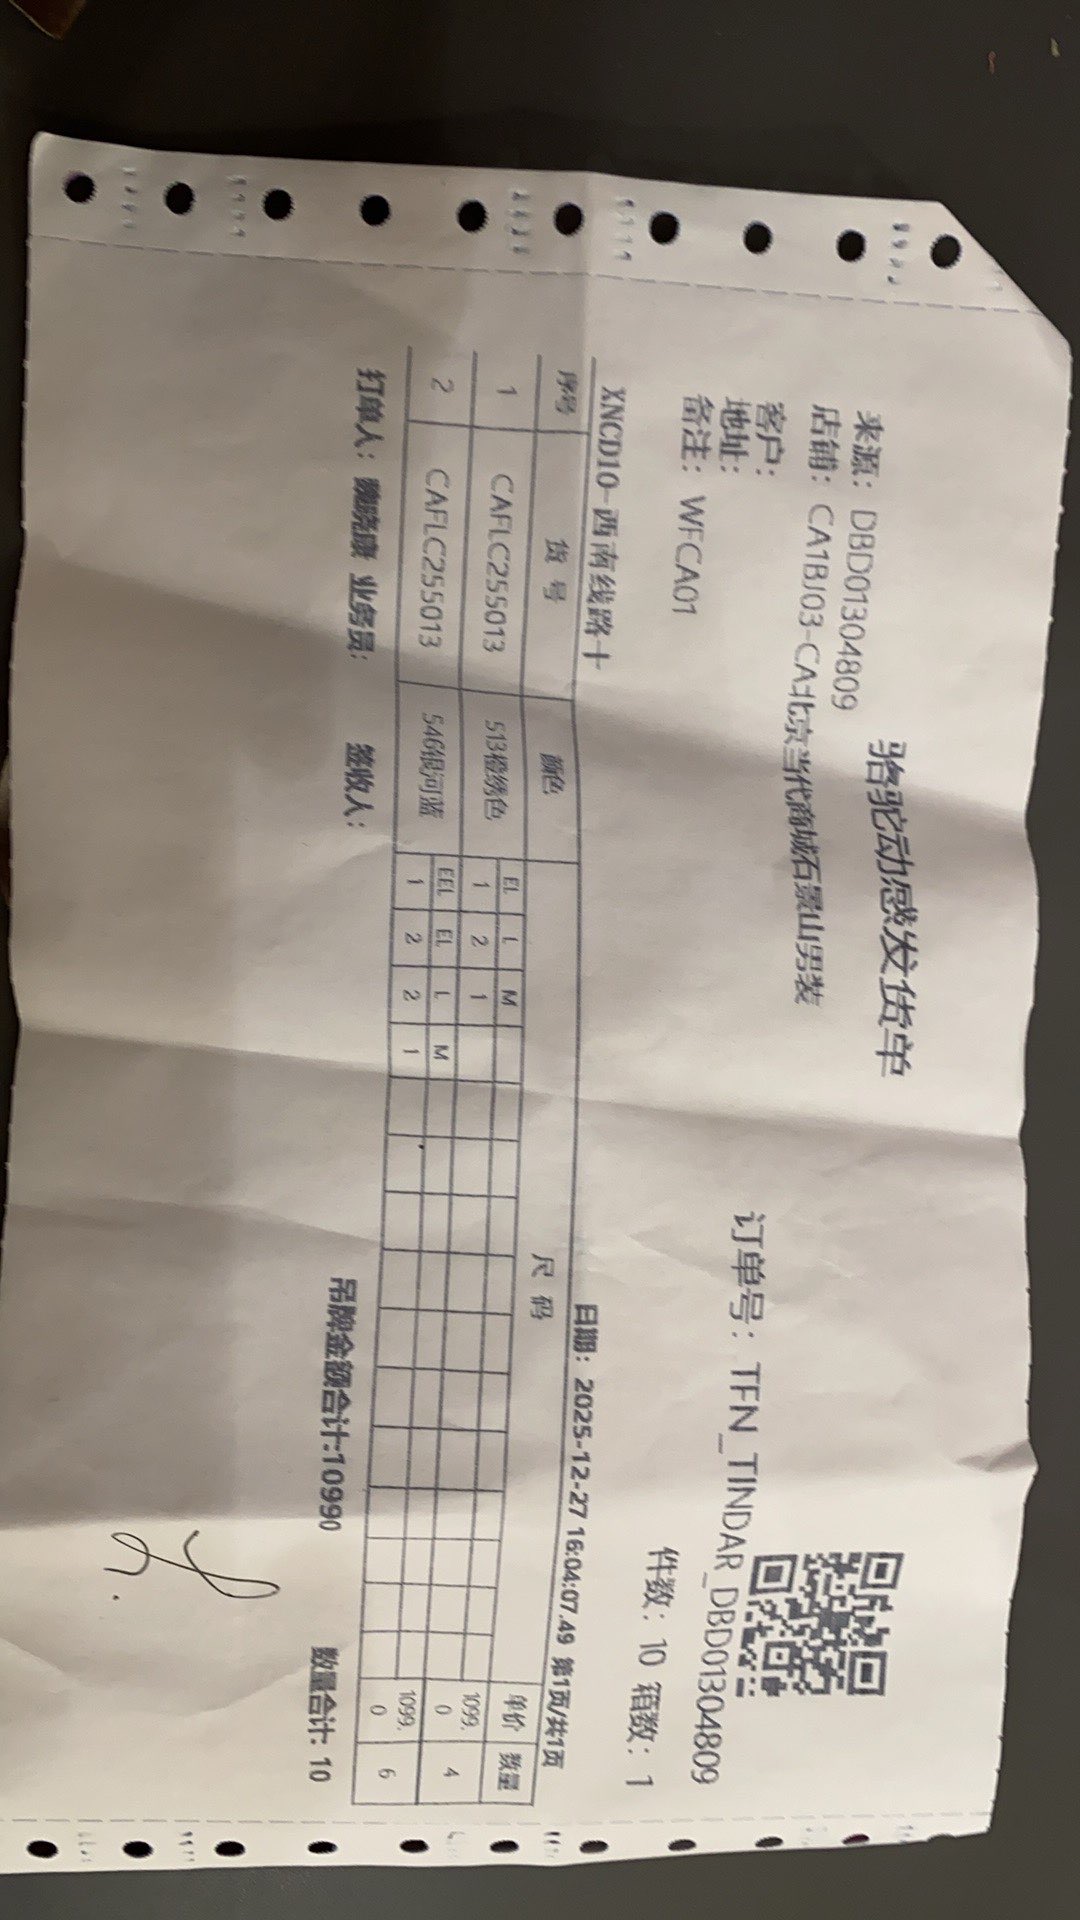 骆驼动感发货单
来源：DBD01304809
店铺：CA1BJ03-CA北京当代商城石景山男装
客户：
地址：
备注：WFCA01
订单号：TFN_TINDAR_DBD01304809
件数：10 箱数：1
XNCD10-西南线路十
日期：2025-12-27 16:04:07.49 第1页/共1页
序号 货 号 颜色 尺 码 单价 数量
EL L M
1 CAFLC255013 513橙绣色 1 2 1 1099.0 4
EEL EL L M
2 CAFLC255013 546银河蓝 1 2 2 1 1099.0 6
打单人： 业务员： 签收人： 吊牌金额合计:10990 数量合计: 10